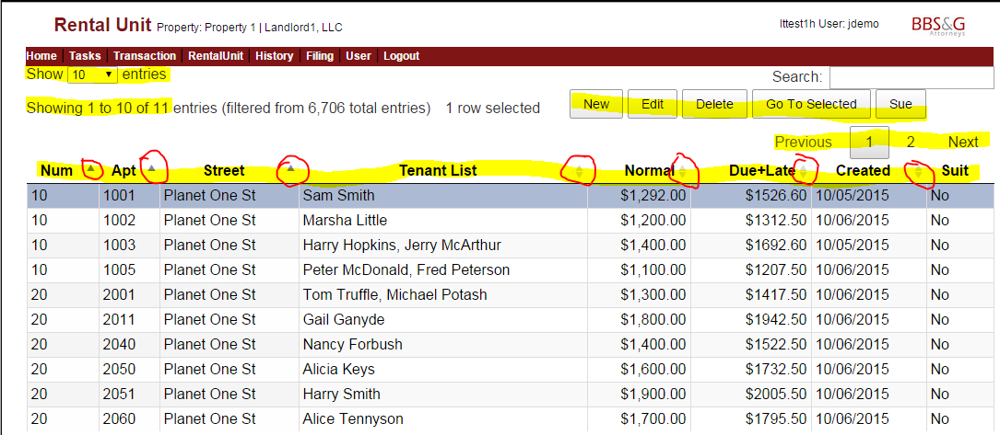 Rental Unit Property: Property 1 | Landlord1, LLC lttest1h User: jdemo BBS&G
Attorneys
Home Tasks Transaction RentalUnit History Filing User Logout
Show 10 entries Search:
Showing 1 to 10 of 11 entries (filtered from 6,706 total entries) 1 row selected New Edit Delete Go To Selected Sue
Previous 1 2 Next
Num Apt Street Tenant List Normal Due+Late Created Suit
10 1001 Planet One St Sam Smith $1,292.00 $1526.60 10/05/2015 No
10 1002 Planet One St Marsha Little $1,200.00 $1312.50 10/06/2015 No
10 1003 Planet One St Harry Hopkins, Jerry McArthur $1,400.00 $1692.60 10/05/2015 No
10 1005 Planet One St Peter McDonald, Fred Peterson $1,100.00 $1207.50 10/06/2015 No
20 2001 Planet One St Tom Truffle, Michael Potash $1,300.00 $1417.50 10/06/2015 No
20 2011 Planet One St Gail Ganyde $1,800.00 $1942.50 10/06/2015 No
20 2040 Planet One St Nancy Forbush $1,400.00 $1522.50 10/06/2015 No
20 2050 Planet One St Alicia Keys $1,600.00 $1732.50 10/06/2015 No
20 2051 Planet One St Harry Smith $1,900.00 $2005.50 10/06/2015 No
20 2060 Planet One St Alice Tennyson $1,700.00 $1795.50 10/06/2015 No